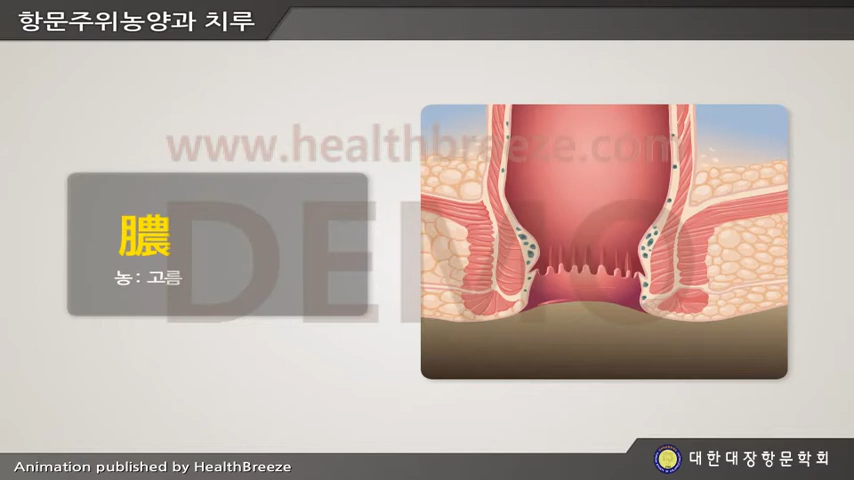 항문주위농양과 치루
www.healthbreeze.com
DEMO
膿
농: 고름
Animation published by HealthBreeze
대한대장항문학회